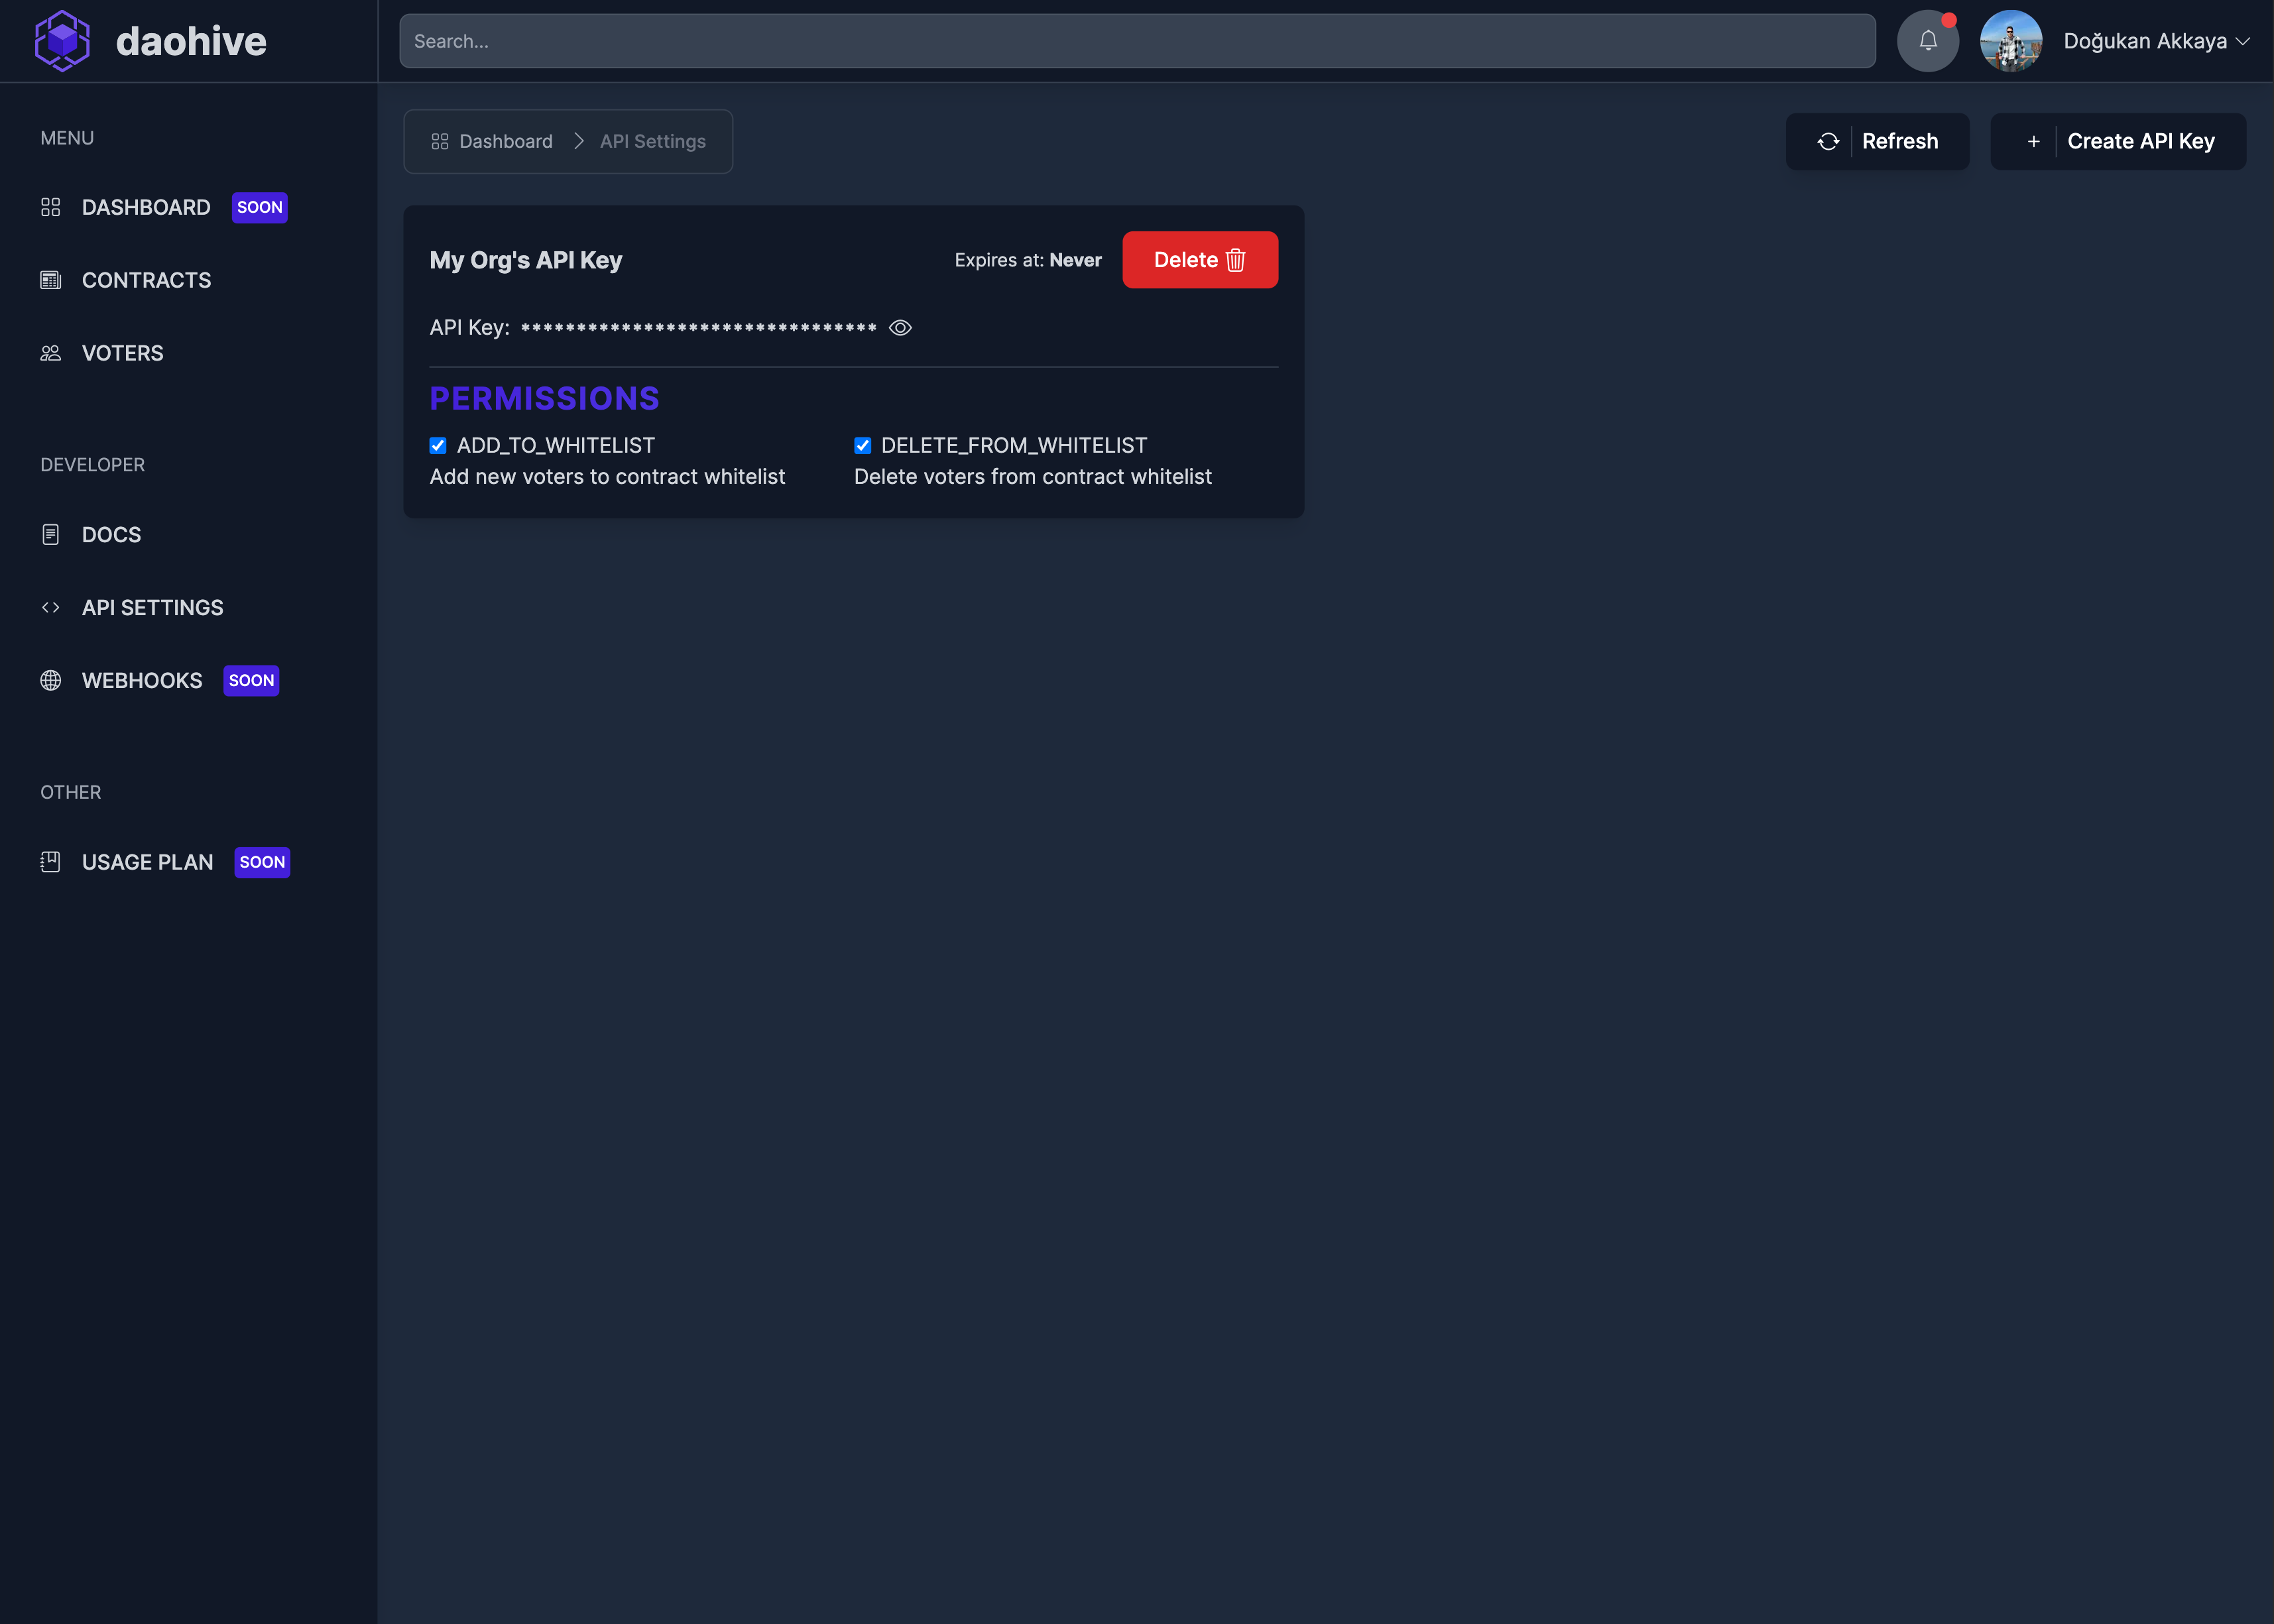 daohive
Search...
Doğukan Akkaya
MENU
DASHBOARD SOON
CONTRACTS
VOTERS
DEVELOPER
DOCS
API SETTINGS
WEBHOOKS SOON
OTHER
USAGE PLAN SOON
Dashboard API Settings
Refresh
Create API Key
My Org's API Key
Expires at: Never
Delete
API Key: ********************************
PERMISSIONS
ADD_TO_WHITELIST
Add new voters to contract whitelist
DELETE_FROM_WHITELIST
Delete voters from contract whitelist